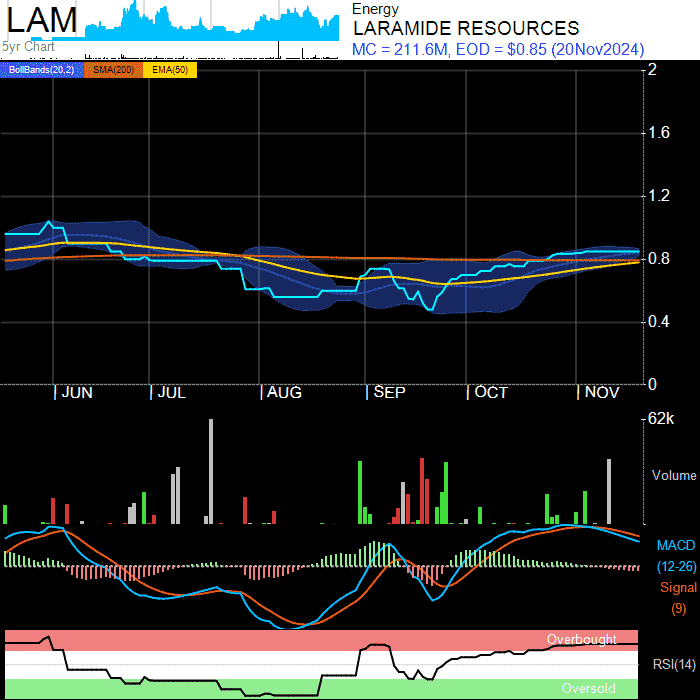 LAM
5yr Chart
Energy
LARAMIDE RESOURCES
MC = 211.6M, EOD = $0.85 (20Nov2024)
BollBands(20,2) SMA(200) EMA(50)
2
1.6
1.2
0.8
0.4
0
JUN JUL AUG SEP OCT NOV
62k
Volume
MACD
(12-26)
Signal
(9)
Overbought
RSI(14)
Oversold